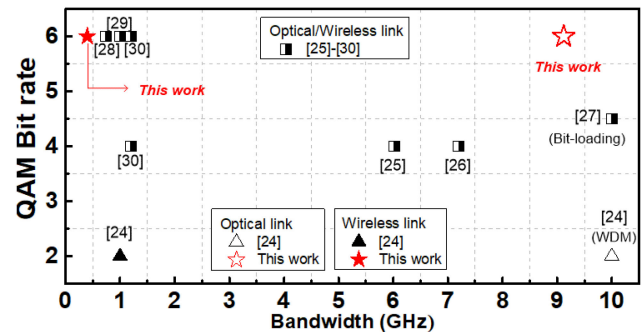 [29]
Optical/Wireless link
[25]-[30]
[28] [30]
This work
This work
[27]
(Bit-loading)
[30]
[25]
[26]
[24]
Optical link
[24]
This work
Wireless link
[24]
This work
[24]
(WDM)
6
5
4
3
2
QAM Bit rate
0 1 2 3 4 5 6 7 8 9 10
Bandwidth (GHz)